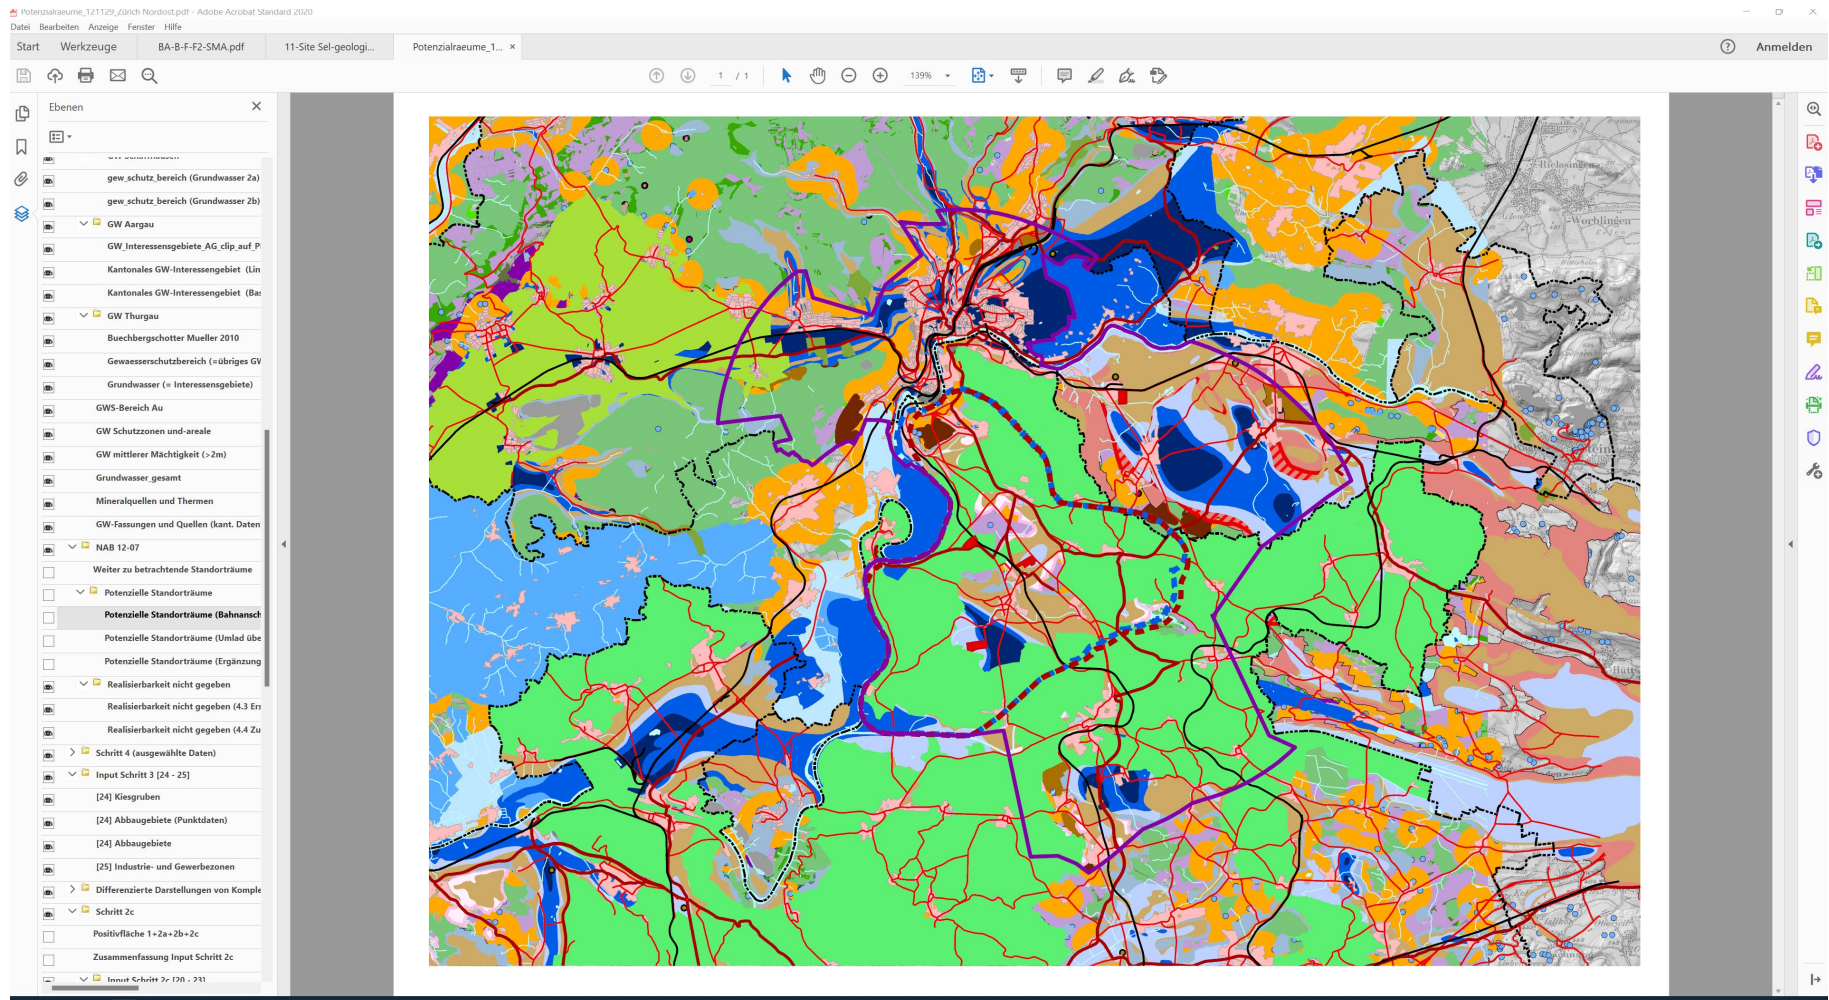 Potenzialraeume_121129_Zürich Nordost.pdf - Adobe Acrobat Standard 2020
Datei Bearbeiten Anzeige Fenster Hilfe
Start Werkzeuge BA-B-F-F2-SMA.pdf 11-Site Sel-geologi... Potenzialraeume_1... × Anmelden
1 / 1 139%
Ebenen
gew_schutz_bereich (Grundwasser 2a)
gew_schutz_bereich (Grundwasser 2b)
GW Aargau
GW_Interessensgebiete_AG_clip_auf_P
Kantonales GW-Interessengebiet (Lin
Kantonales GW-Interessengebiet (Bas
GW Thurgau
Buechbergschotter Mueller 2010
Gewaesserschutzbereich (=übriges GW
Grundwasser (= Interessensgebiete)
GWS-Bereich Au
GW Schutzzonen und-areale
GW mittlerer Mächtigkeit (>2m)
Grundwasser_gesamt
Mineralquellen und Thermen
GW-Fassungen und Quellen (kant. Daten
NAB 12-07
Weiter zu betrachtende Standorträume
Potenzielle Standorträume
Potenzielle Standorträume (Bahnansch
Potenzielle Standorträume (Umlad übe
Potenzielle Standorträume (Ergänzung
Realisierbarkeit nicht gegeben
Realisierbarkeit nicht gegeben (4.3 Ers
Realisierbarkeit nicht gegeben (4.4 Zu
Schritt 4 (ausgewählte Daten)
Input Schritt 3 [24 - 25]
[24] Kiesgruben
[24] Abbaugebiete (Punktdaten)
[24] Abbaugebiete
[25] Industrie- und Gewerbezonen
Differenzierte Darstellungen von Komple
Schritt 2c
Positivfläche 1+2a+2b+2c
Zusammenfassung Input Schritt 2c
Input Schritt 2c [20 - 23]
Rielasingen
Worblingen